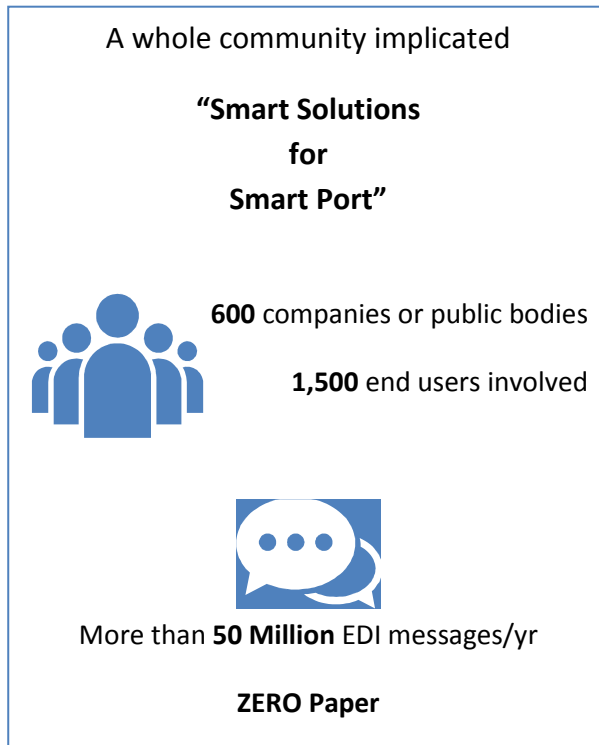 A whole community implicated
“Smart Solutions
for
Smart Port”
600 companies or public bodies
1,500 end users involved
More than 50 Million EDI messages/yr
ZERO Paper